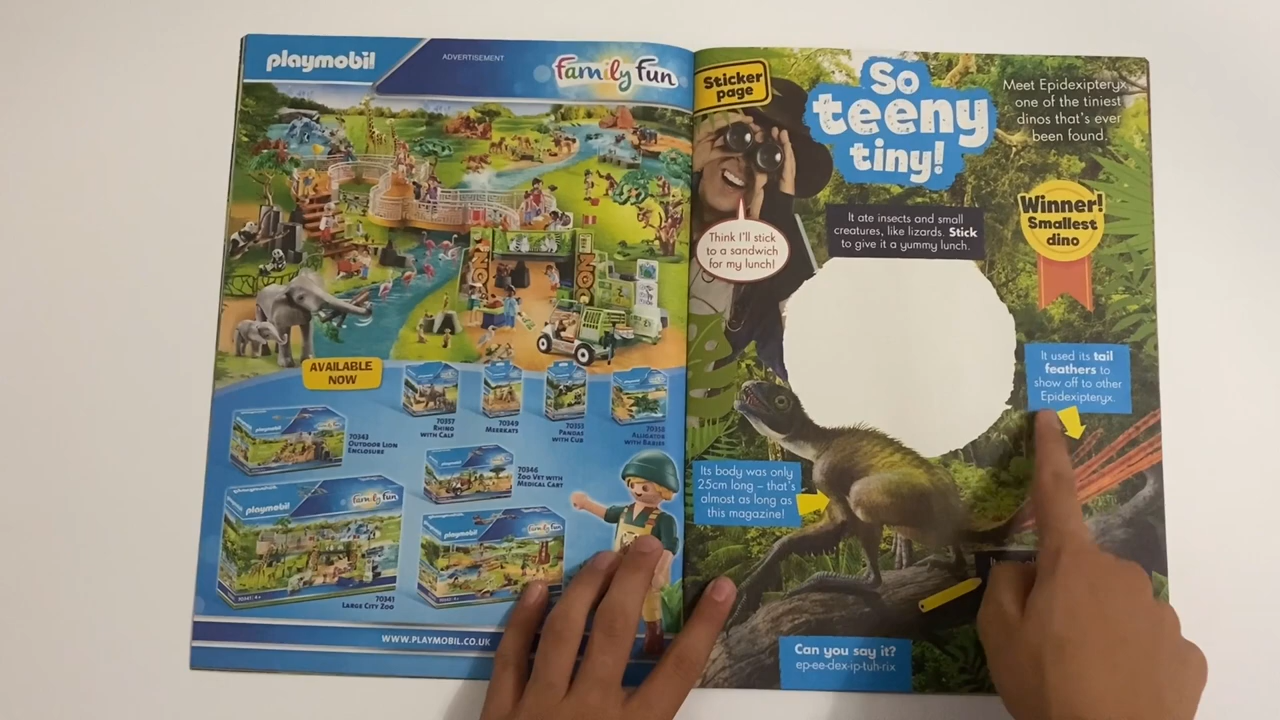 playmobil
ADVERTISEMENT
Family Fun
ZOO
ZOO
AVAILABLE
NOW
70357
RHINO
WITH CALF
70349
MEERKATS
70353
PANDAS
WITH CUB
70358
ALLIGATOR
WITH BABIES
70343
OUTDOOR LION
ENCLOSURE
70346
ZOO VET WITH
MEDICAL CART
playmobil
Family Fun
70341
LARGE CITY ZOO
WWW.PLAYMOBIL.CO.UK
Sticker
page
So
teeny
tiny!
Meet Epidexipteryx,
one of the tiniest
dinos that's ever
been found.
Think I'll stick
to a sandwich
for my lunch!
It ate insects and small
creatures, like lizards. Stick
to give it a yummy lunch.
Winner!
Smallest
dino
It used its tail
feathers to
show off to other
Epidexipteryx.
Its body was only
25cm long – that's
almost as long as
this magazine!
Can you say it?
ep-ee-dex-ip-tuh-rix